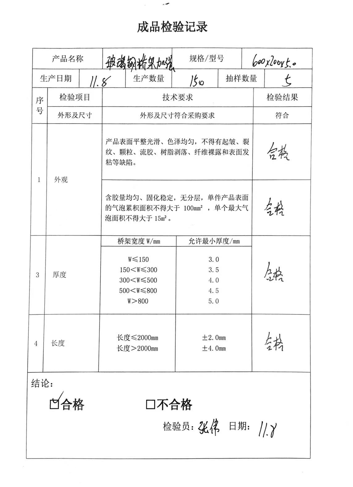 成品检验记录
产品名称 玻璃钢桥架加强 规格/型号 600×200×5.0
生产日期 11.8 生产数量 150 抽样数量 5
序号 检验项目 技术要求 检验结果
外形及尺寸 外形及尺寸符合采购要求 符合
1 外观
产品表面平整光滑、色泽均匀，不得有起皱、裂
纹、颗粒、流胶、树脂剥落、纤维裸露和表面发
粘等缺陷。
合格
含胶量均匀、固化稳定，无分层，单件产品表面
的气泡累积面积不得大于 100mm²，单个最大气
泡面积不得大于 15m²。
合格
3 厚度
桥架宽度 W/mm 允许最小厚度/mm
W≤150 3.0
150<W≤300 3.5
300<W≤500 4.0
500<W≤800 4.5
W>800 5.0
合格
4 长度
长度≤2000mm ±2.0mm
长度>2000mm ±4.0mm
合格
结论：
☑合格 □不合格
检验员：张伟 日期：11.8